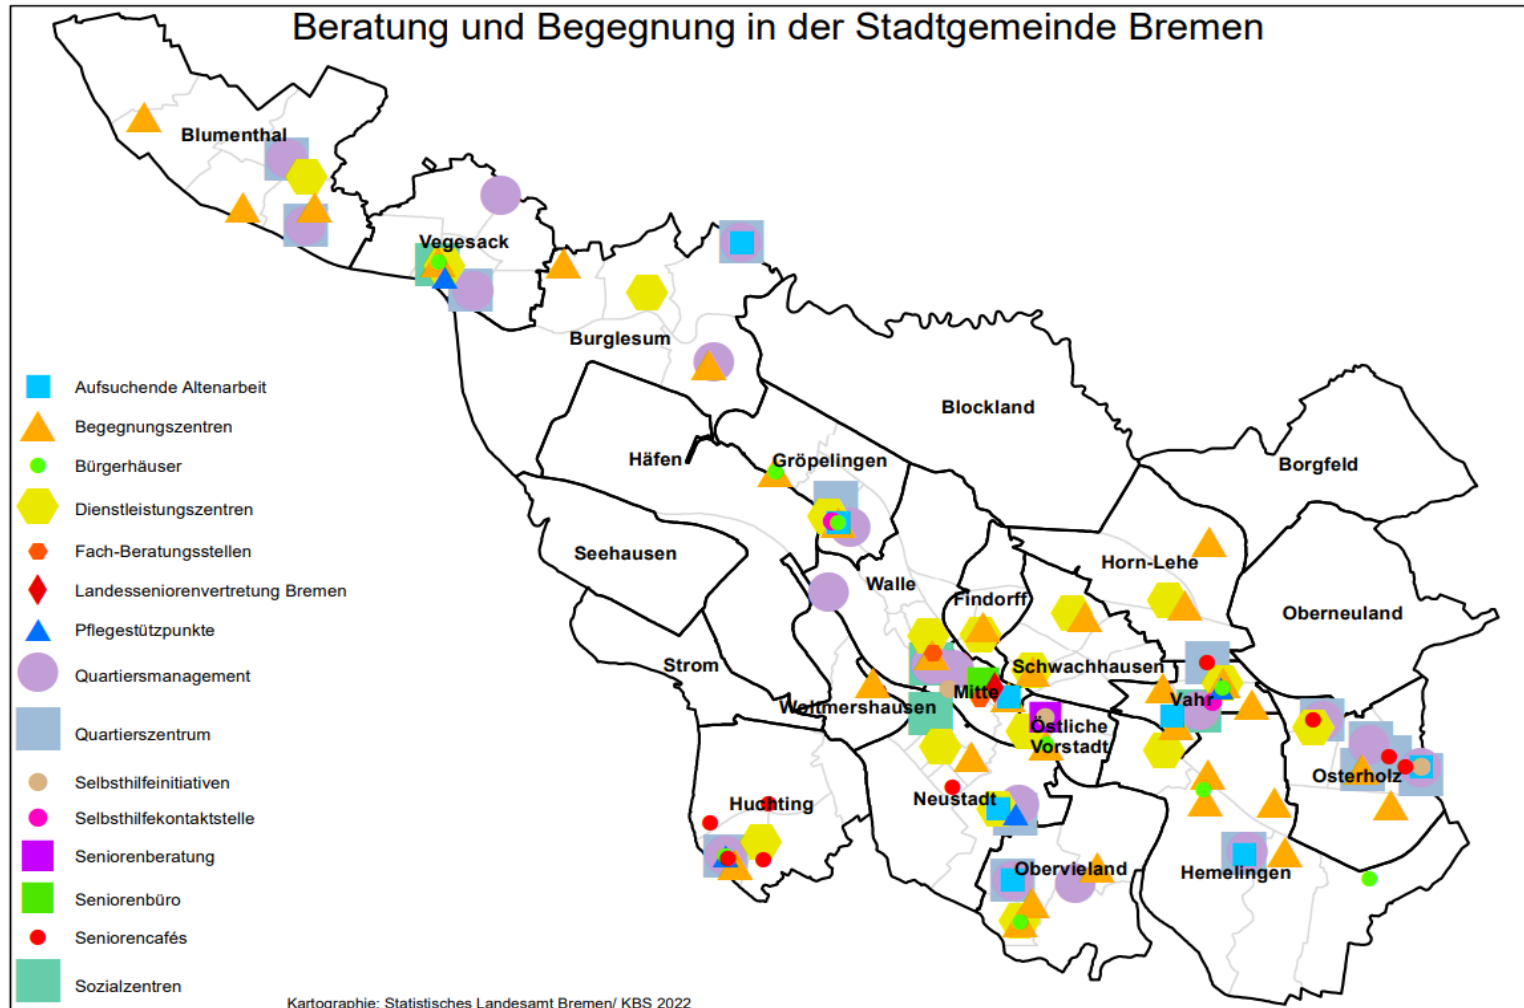 Beratung und Begegnung in der Stadtgemeinde Bremen
Blumenthal
Vegesack
Burglesum
Blockland
Häfen
Gröpelingen
Borgfeld
Seehausen
Walle
Horn-Lehe
Findorff
Oberneuland
Strom
Schwachhausen
Mitte
Woltmershausen
Vahr
Östliche
Vorstadt
Osterholz
Huchting
Neustadt
Obervieland
Hemelingen
Aufsuchende Altenarbeit
Begegnungszentren
Bürgerhäuser
Dienstleistungszentren
Fach-Beratungsstellen
Landesseniorenvertretung Bremen
Pflegestützpunkte
Quartiersmanagement
Quartierszentrum
Selbsthilfeinitiativen
Selbsthilfekontaktstelle
Seniorenberatung
Seniorenbüro
Seniorencafés
Sozialzentren
Kartographie: Statistisches Landesamt Bremen/ KBS 2022